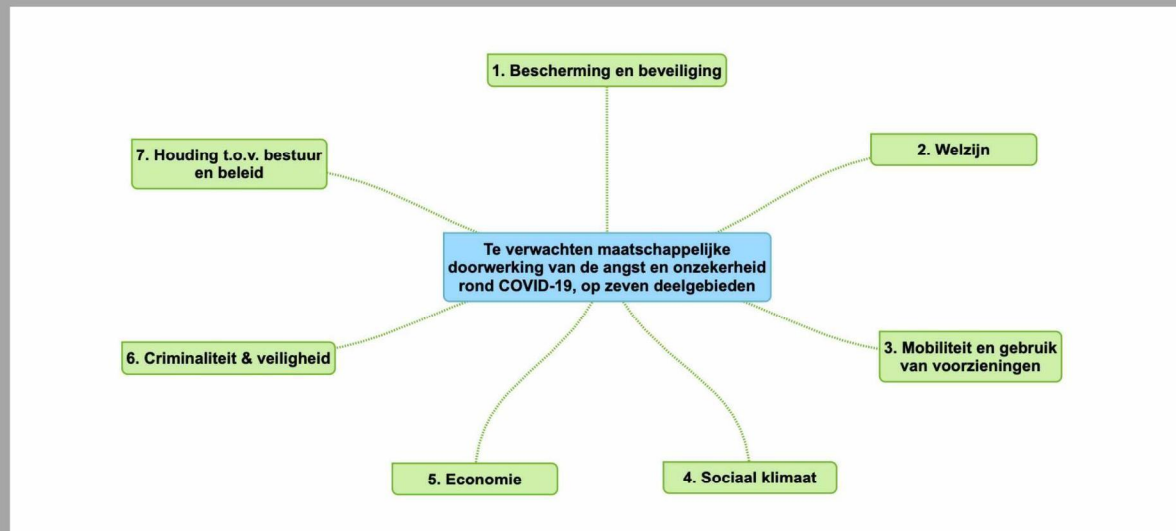 1. Bescherming en beveiliging
7. Houding t.o.v. bestuur
en beleid
2. Welzijn
Te verwachten maatschappelijke
doorwerking van de angst en onzekerheid
rond COVID-19, op zeven deelgebieden
6. Criminaliteit & veiligheid
3. Mobiliteit en gebruik
van voorzieningen
5. Economie
4. Sociaal klimaat